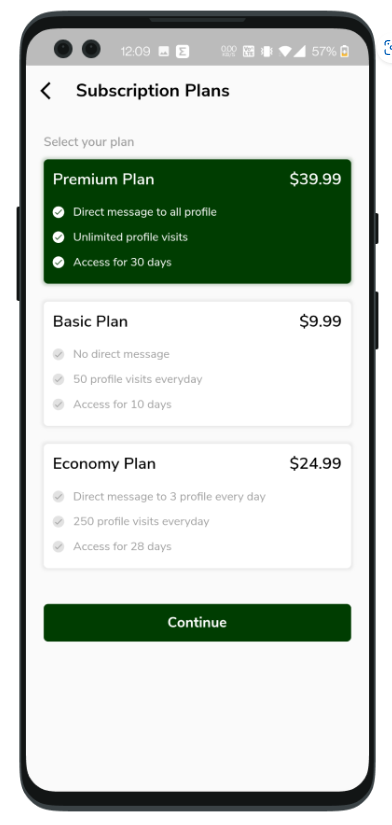 12:09 57%
Subscription Plans
Select your plan
Premium Plan $39.99
Direct message to all profile
Unlimited profile visits
Access for 30 days
Basic Plan $9.99
No direct message
50 profile visits everyday
Access for 10 days
Economy Plan $24.99
Direct message to 3 profile every day
250 profile visits everyday
Access for 28 days
Continue